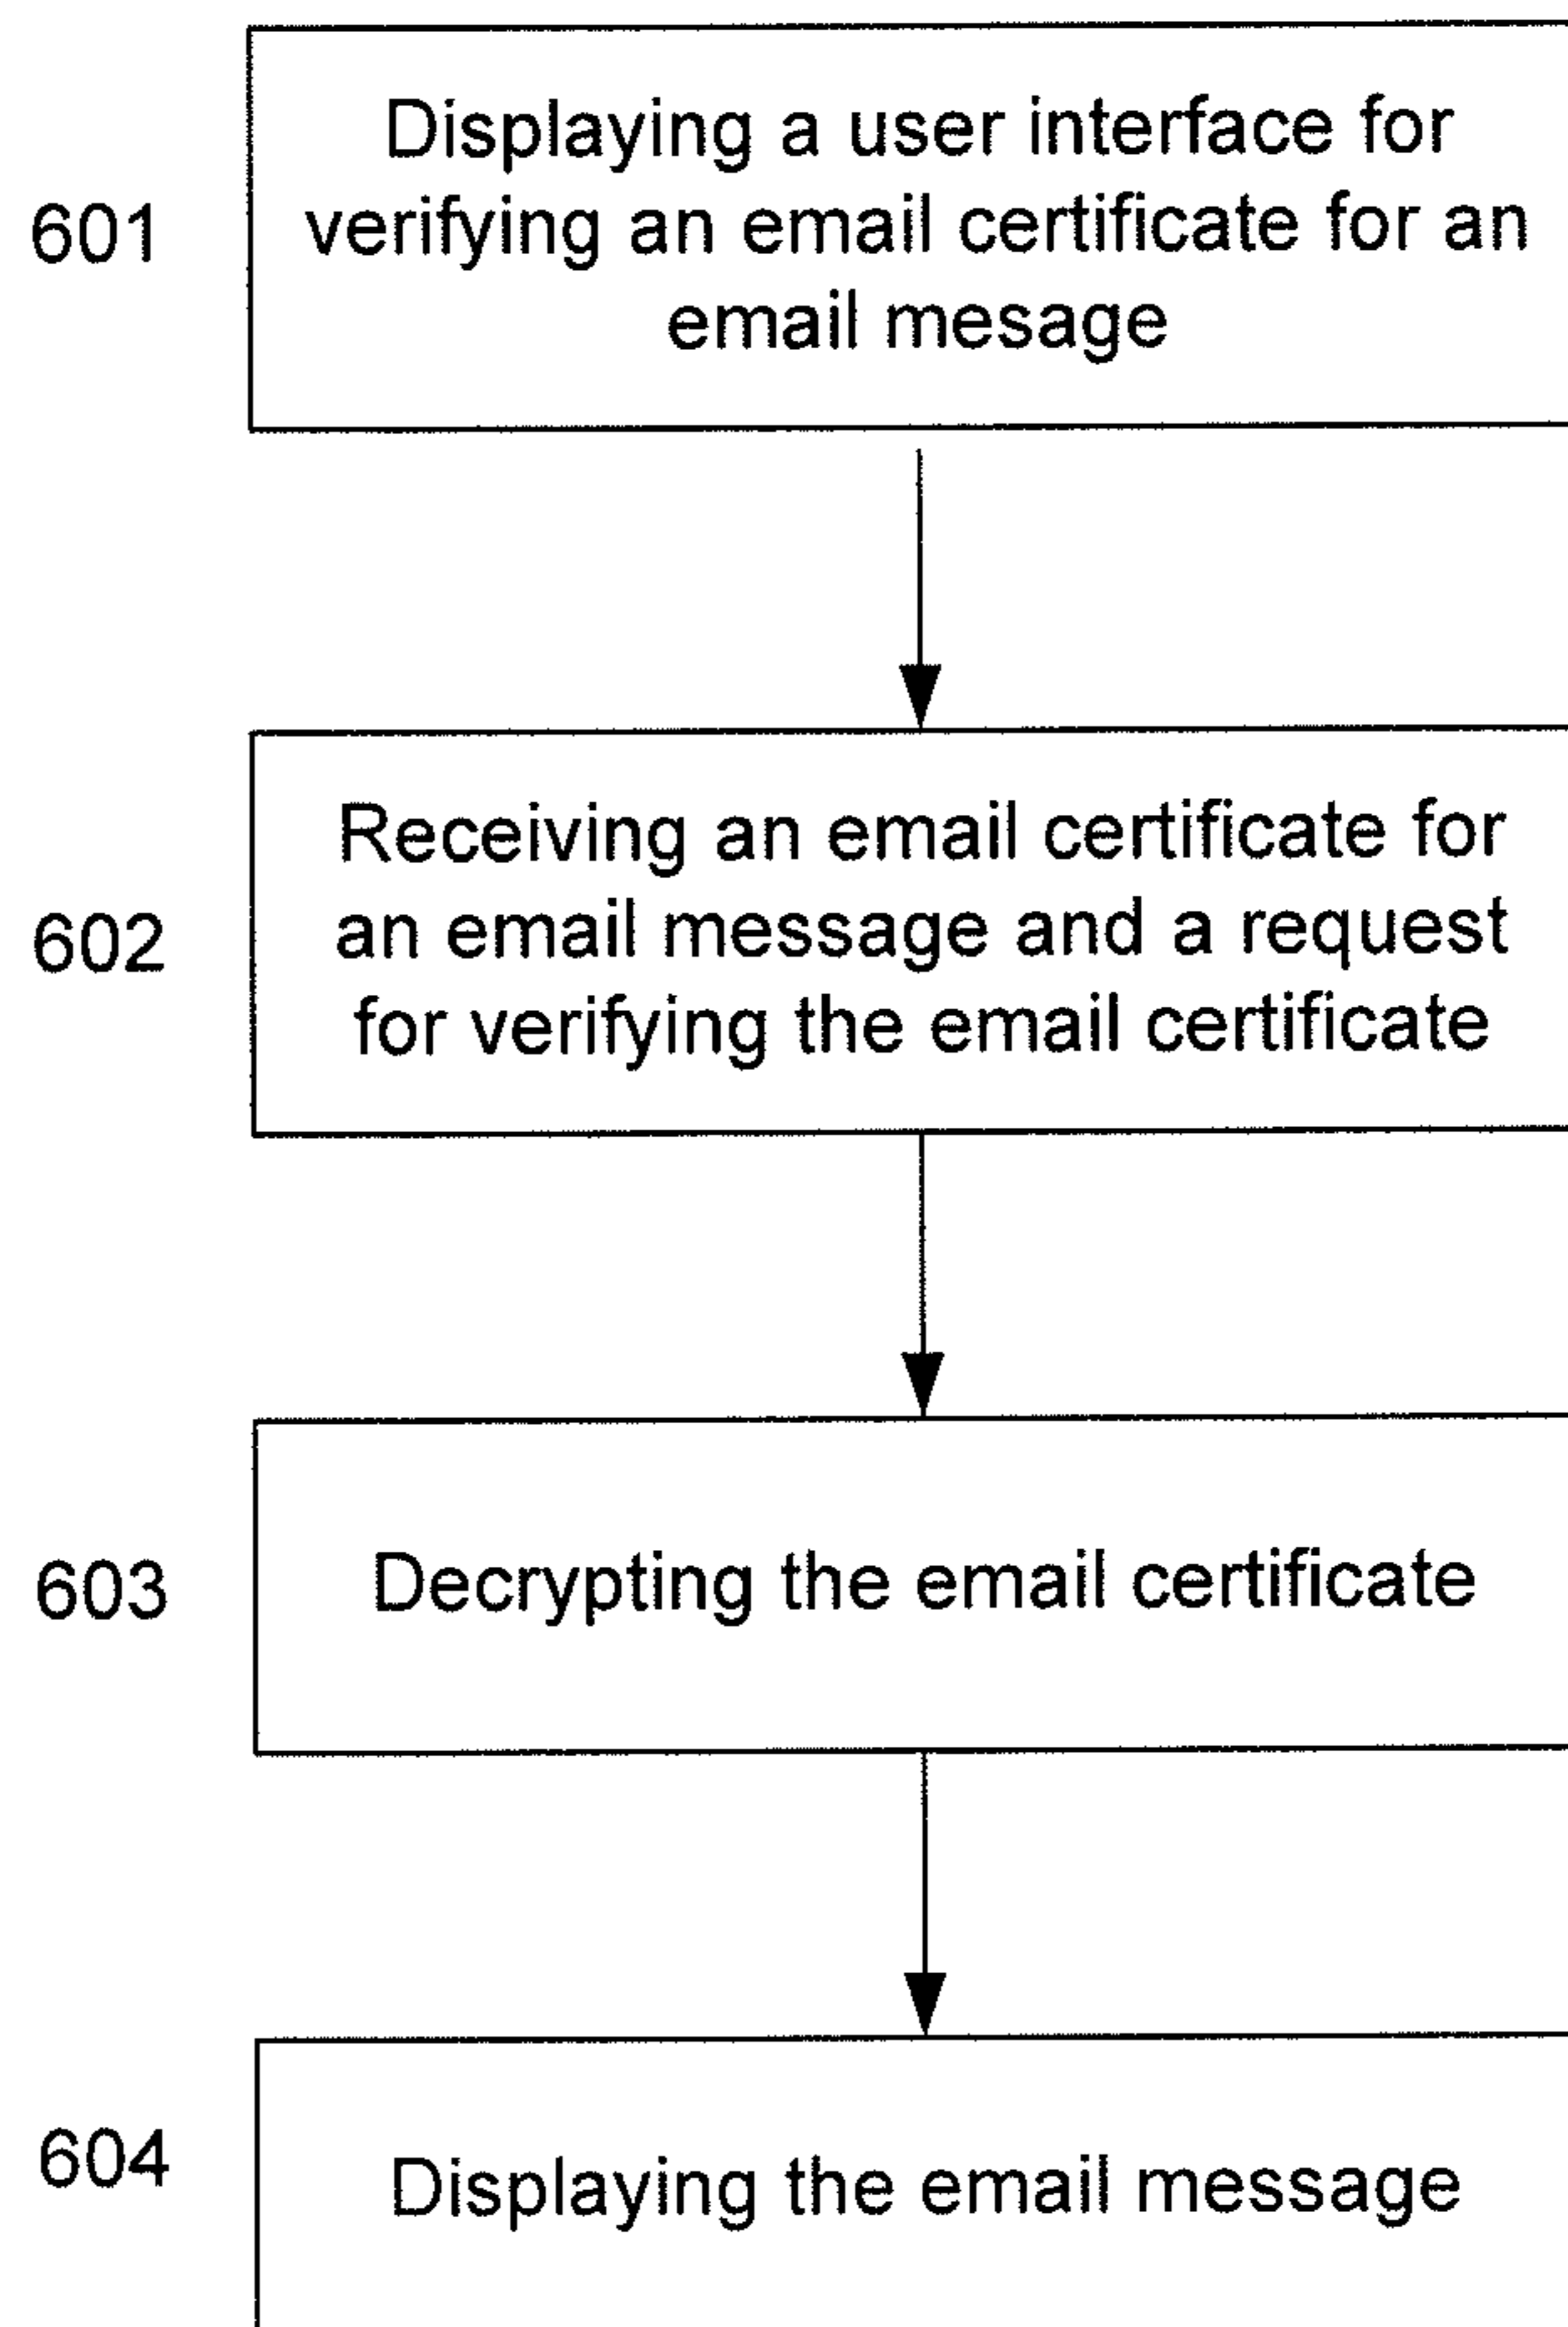 Displaying a user interface for
601
verifying an email certificate for an
email mesage
Receiving an email certificate for
602
an email message and a request
for verifying the email certificate
603
Decrypting the email certificate
604
Displaying the email message